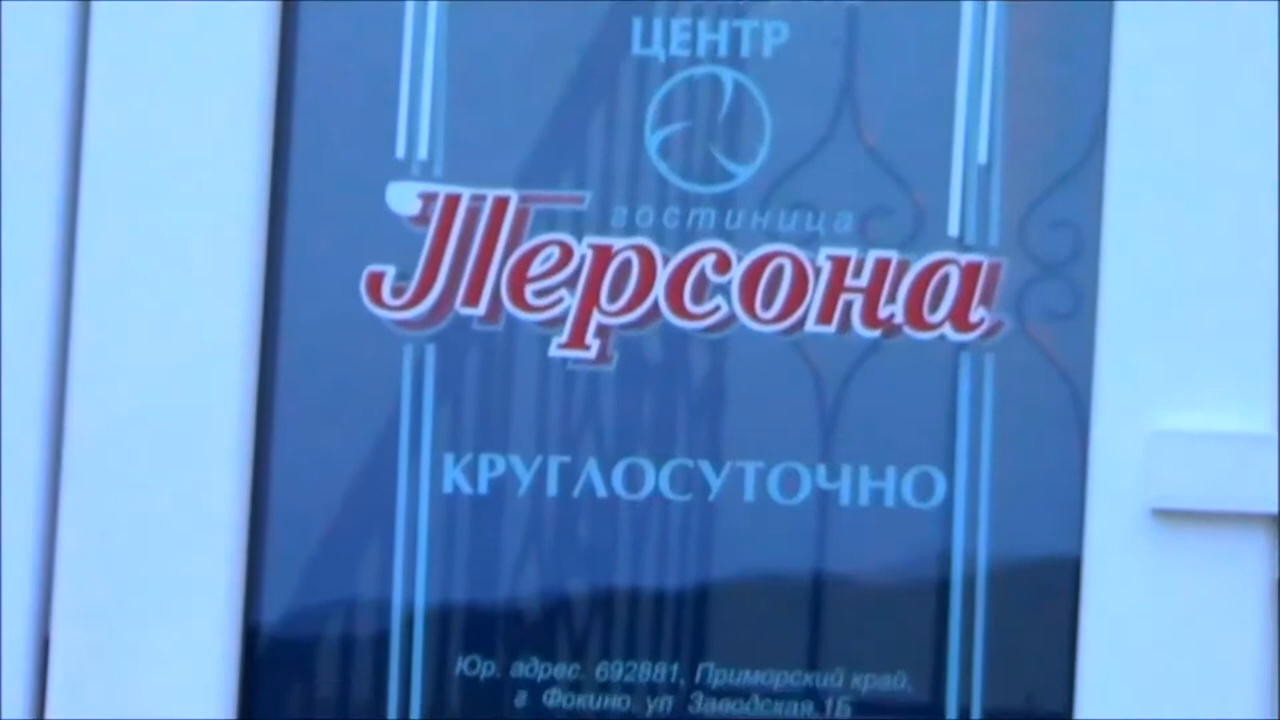 ЦЕНТР
гостиница
Персона
КРУГЛОСУТОЧНО
Юр. адрес. 692881, Приморский край,
г Фокино, ул Заводская,1Б